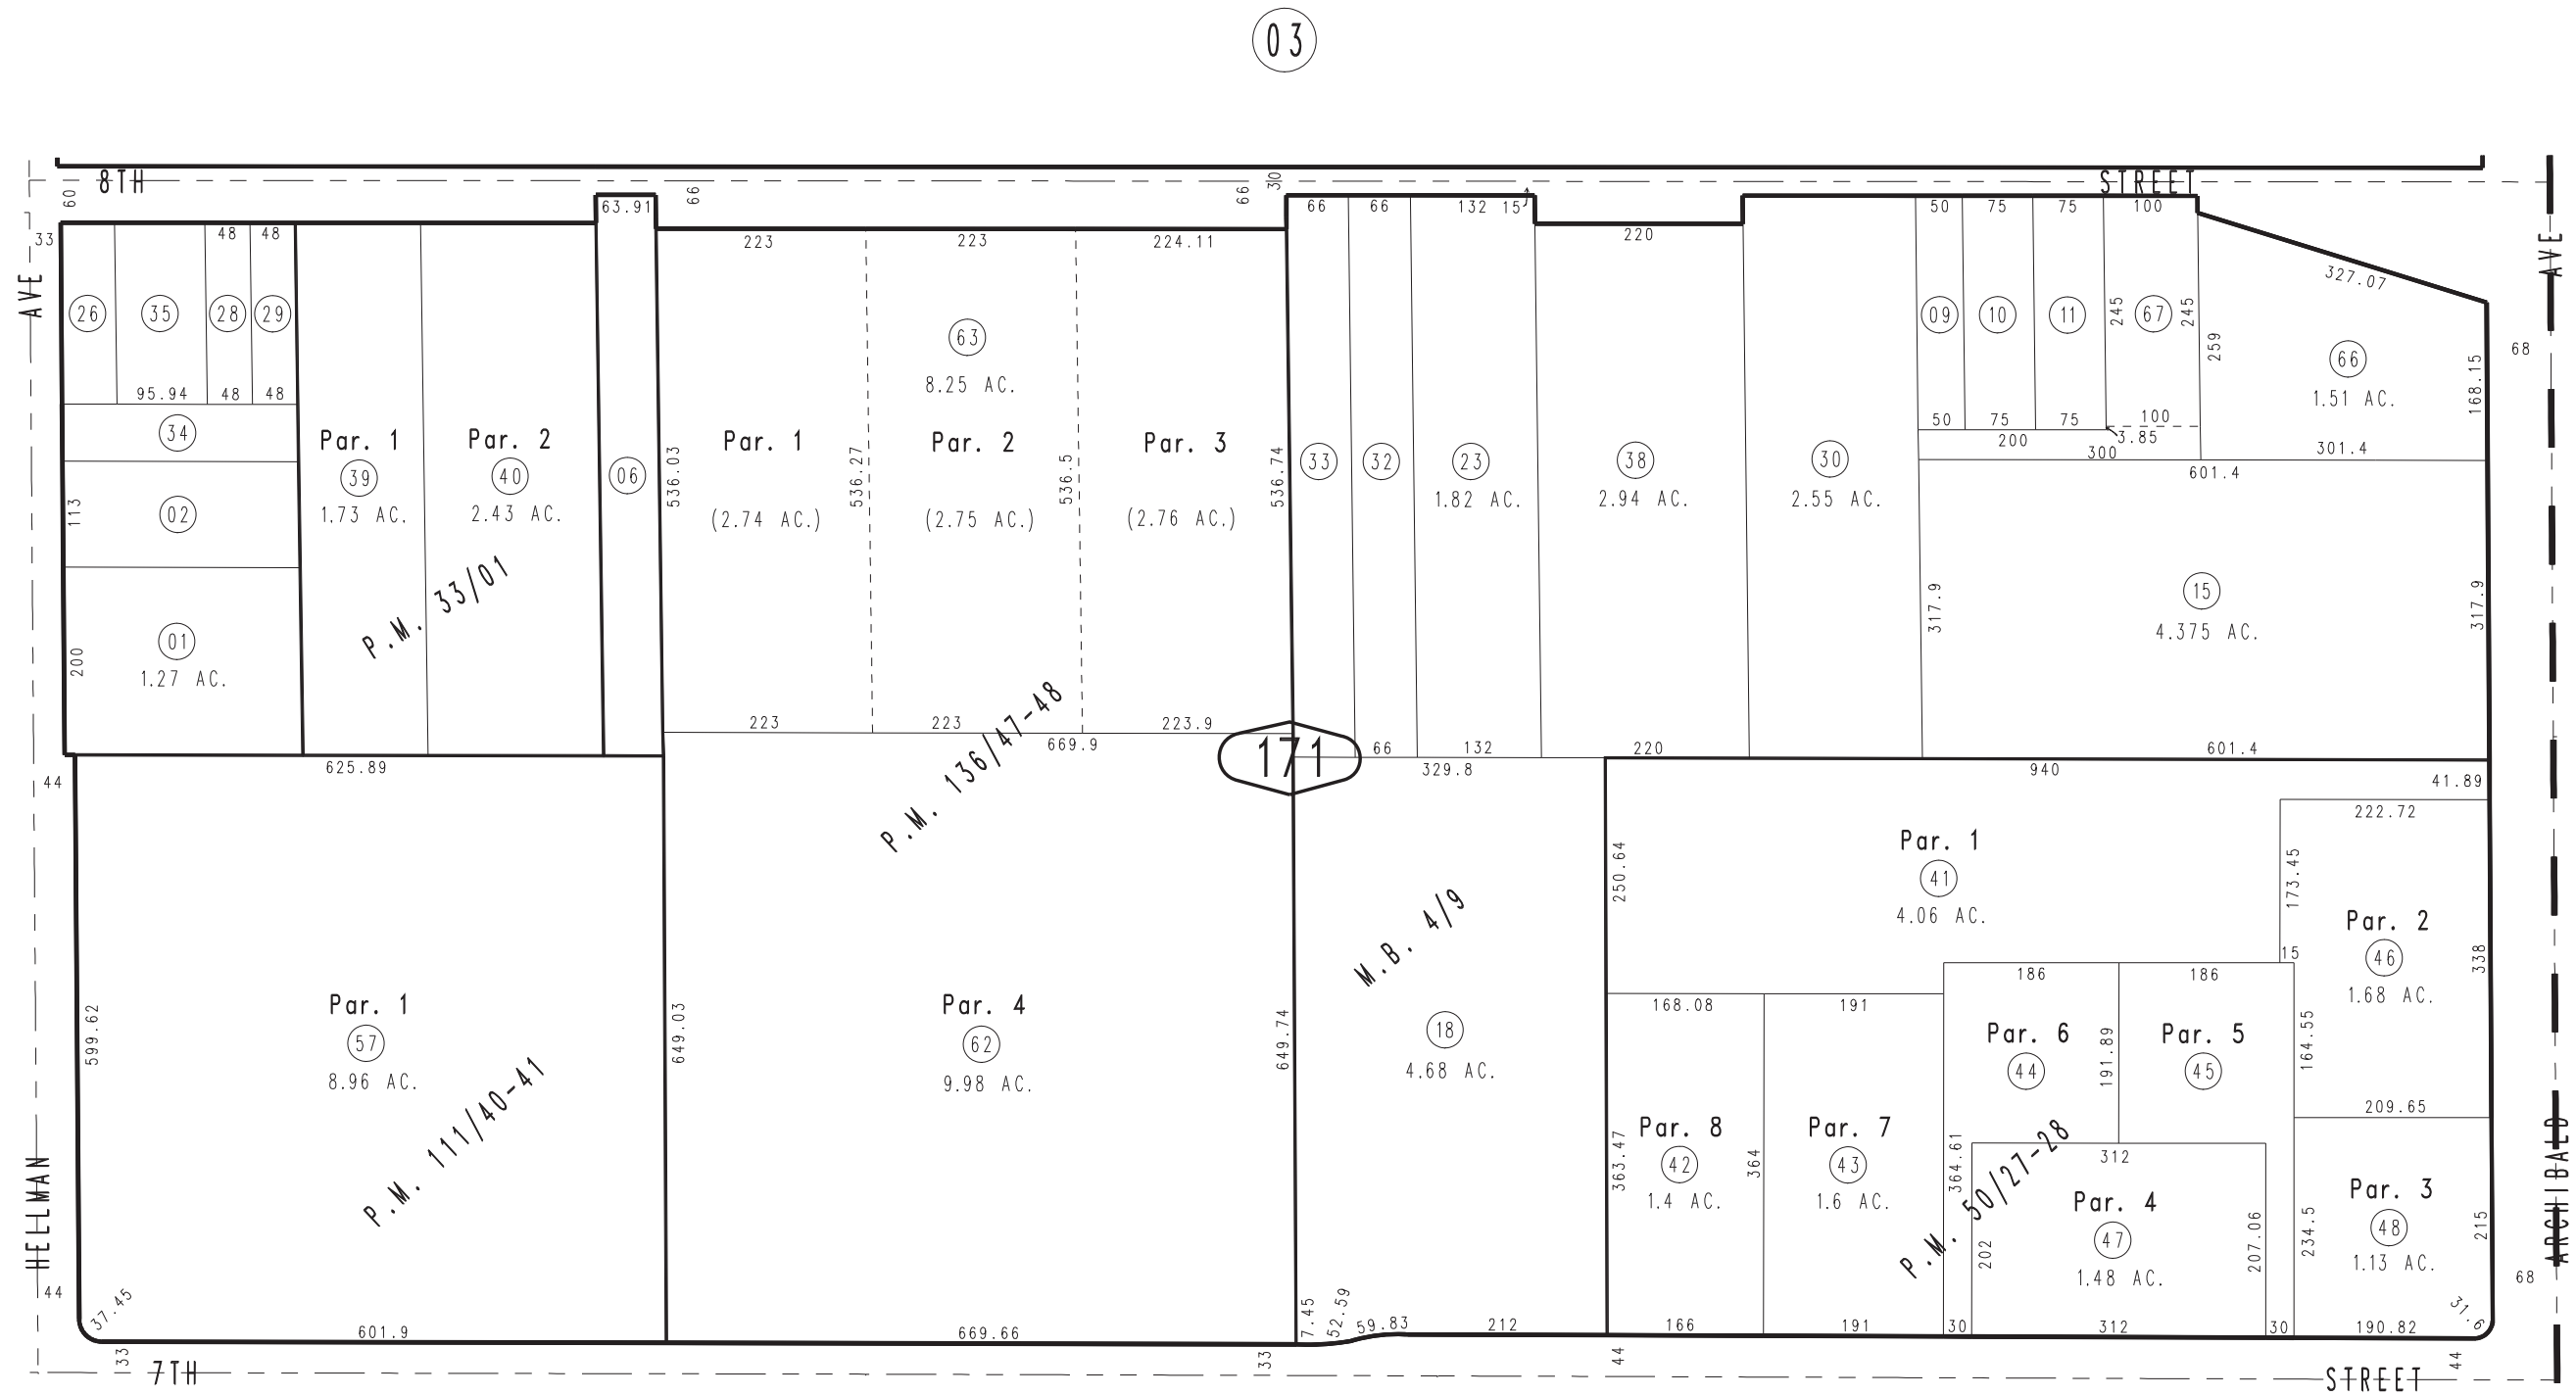 03
8TH
STREET
60
66
66
30
33
63.91
66
66
132
15
50
75
75
100
48
48
223
223
224.11
220
AVE
AVE
327.07
26
35
28
29
63
8.25 AC.
09
10
11
245
67
245
259
66
1.51 AC.
168.15
68
95.94
48
48
34
50
75
75
100
3.85
200
300
301.4
601.4
Par. 1
39
1.73 AC.
Par. 2
40
2.43 AC.
06
536.03
Par. 1
(2.74 AC.)
536.27
Par. 2
(2.75 AC.)
536.5
Par. 3
(2.76 AC.)
536.74
33
32
23
1.82 AC.
38
2.94 AC.
30
2.55 AC.
113
02
P.M. 33/01
200
01
1.27 AC.
317.9
15
4.375 AC.
317.9
223
223
223.9
669.9
P.M. 136/47-48
171
66
132
220
601.4
625.89
329.8
940
41.89
44
222.72
250.64
Par. 1
41
4.06 AC.
173.45
15
Par. 2
46
1.68 AC.
338
M.B. 4/9
599.62
Par. 1
57
8.96 AC.
649.03
Par. 4
62
9.98 AC.
649.74
18
4.68 AC.
168.08
191
186
186
Par. 6
44
191.89
Par. 5
45
164.55
209.65
P.M. 111/40-41
363.47
Par. 8
42
1.4 AC.
364
Par. 7
43
1.6 AC.
364.61
P.M. 50/27-28
312
202
Par. 4
47
1.48 AC.
207.06
234.5
Par. 3
48
1.13 AC.
215
HELLMAN
ARCHIBALD
44
68
37.45
601.9
669.66
7.45
52.59
59.83
212
166
191
30
312
30
190.82
31.6
33
33
44
44
7TH
STREET